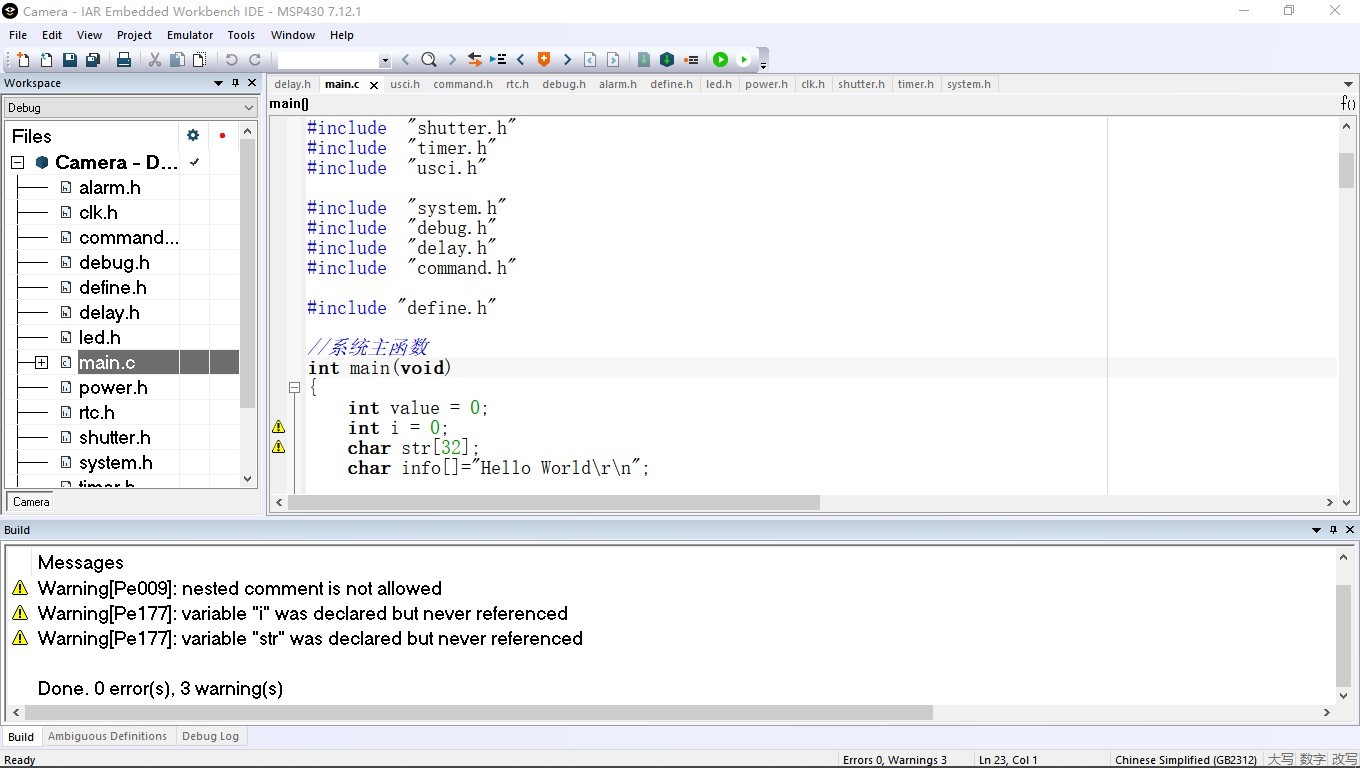 Camera - IAR Embedded Workbench IDE - MSP430 7.12.1
File Edit View Project Emulator Tools Window Help
Workspace
delay.h main.c usci.h command.h rtc.h debug.h alarm.h define.h led.h power.h clk.h shutter.h timer.h system.h
Debug
main()
f()
Files
Camera - D...
alarm.h
clk.h
command...
debug.h
define.h
delay.h
led.h
main.c
power.h
rtc.h
shutter.h
system.h
timer.h
Camera
#include "shutter.h"
#include "timer.h"
#include "usci.h"
#include "system.h"
#include "debug.h"
#include "delay.h"
#include "command.h"
#include "define.h"
//系统主函数
int main(void)
{
int value = 0;
int i = 0;
char str[32];
char info[]="Hello World\r\n";
Build
Messages
Warning[Pe009]: nested comment is not allowed
Warning[Pe177]: variable "i" was declared but never referenced
Warning[Pe177]: variable "str" was declared but never referenced
Done. 0 error(s), 3 warning(s)
Build Ambiguous Definitions Debug Log
Ready Errors 0, Warnings 3 Ln 23, Col 1 Chinese Simplified (GB2312) 大写 数字 改写